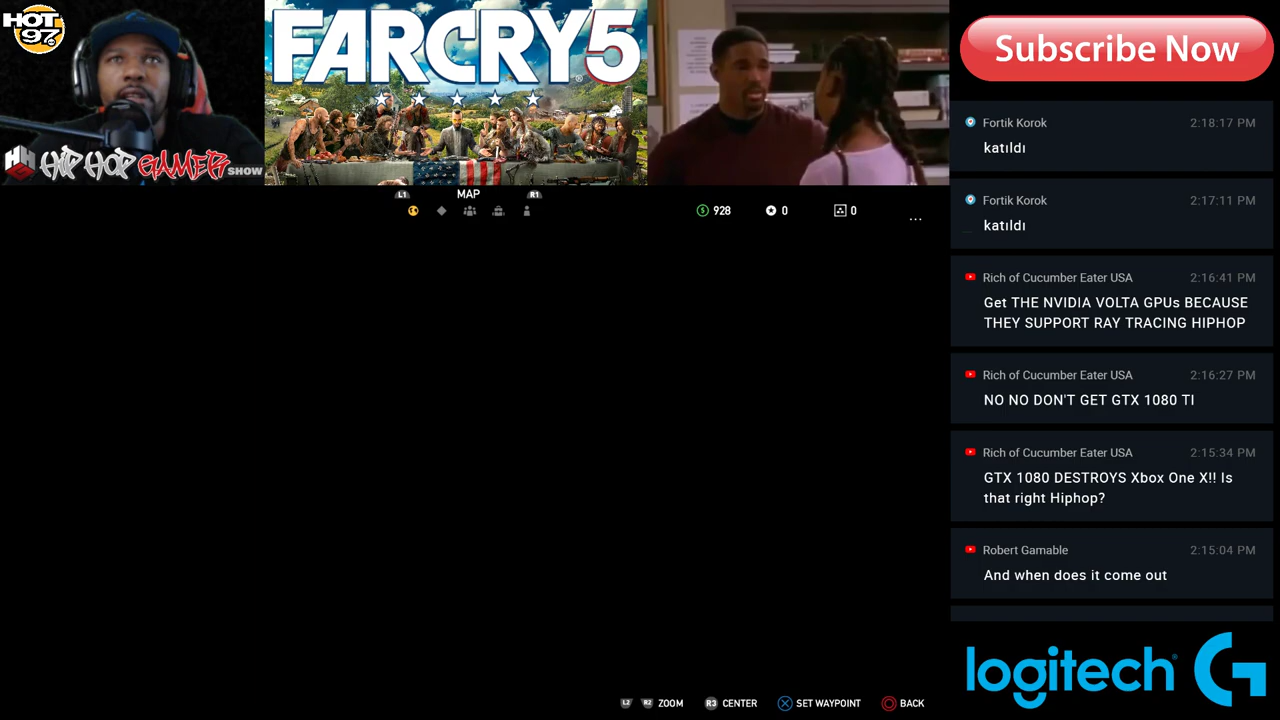 HOT
97
HIP HOP GAMER SHOW
FARCRY5
Subscribe Now
L1
MAP
R1
928
0
0
...
Fortik Korok
2:18:17 PM
katıldı
Fortik Korok
2:17:11 PM
katıldı
Rich of Cucumber Eater USA
2:16:41 PM
Get THE NVIDIA VOLTA GPUs BECAUSE
THEY SUPPORT RAY TRACING HIPHOP
Rich of Cucumber Eater USA
2:16:27 PM
NO NO DON'T GET GTX 1080 TI
Rich of Cucumber Eater USA
2:15:34 PM
GTX 1080 DESTROYS Xbox One X!! Is
that right Hiphop?
Robert Gamable
2:15:04 PM
And when does it come out
logitech G
L2 R2 ZOOM R3 CENTER SET WAYPOINT BACK